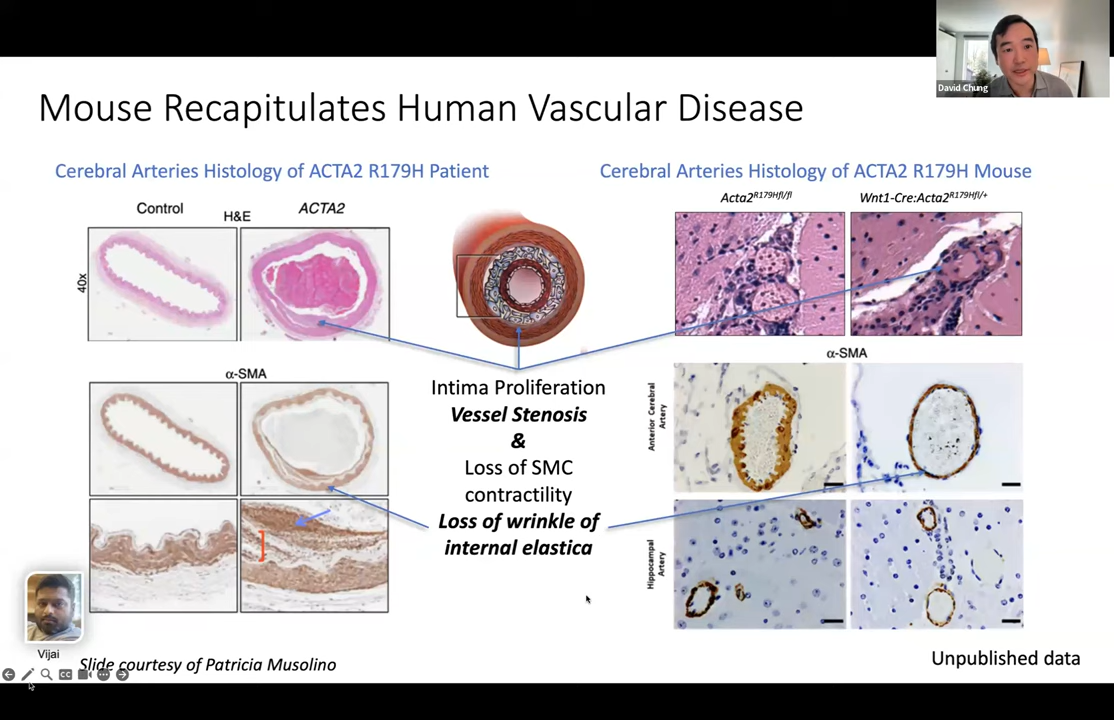 David Chung
Mouse Recapitulates Human Vascular Disease
Cerebral Arteries Histology of ACTA2 R179H Patient
Control
H&E
ACTA2
40x
α-SMA
Intima Proliferation
Vessel Stenosis
&
Loss of SMC
contractility
Loss of wrinkle of
internal elastica
Cerebral Arteries Histology of ACTA2 R179H Mouse
Acta2R179Hfl/fl
Wnt1-Cre:Acta2R179Hfl/+
α-SMA
Anterior Cerebral
Artery
Hippocampal
Artery
Vijai
Slide courtesy of Patricia Musolino
CC
Unpublished data